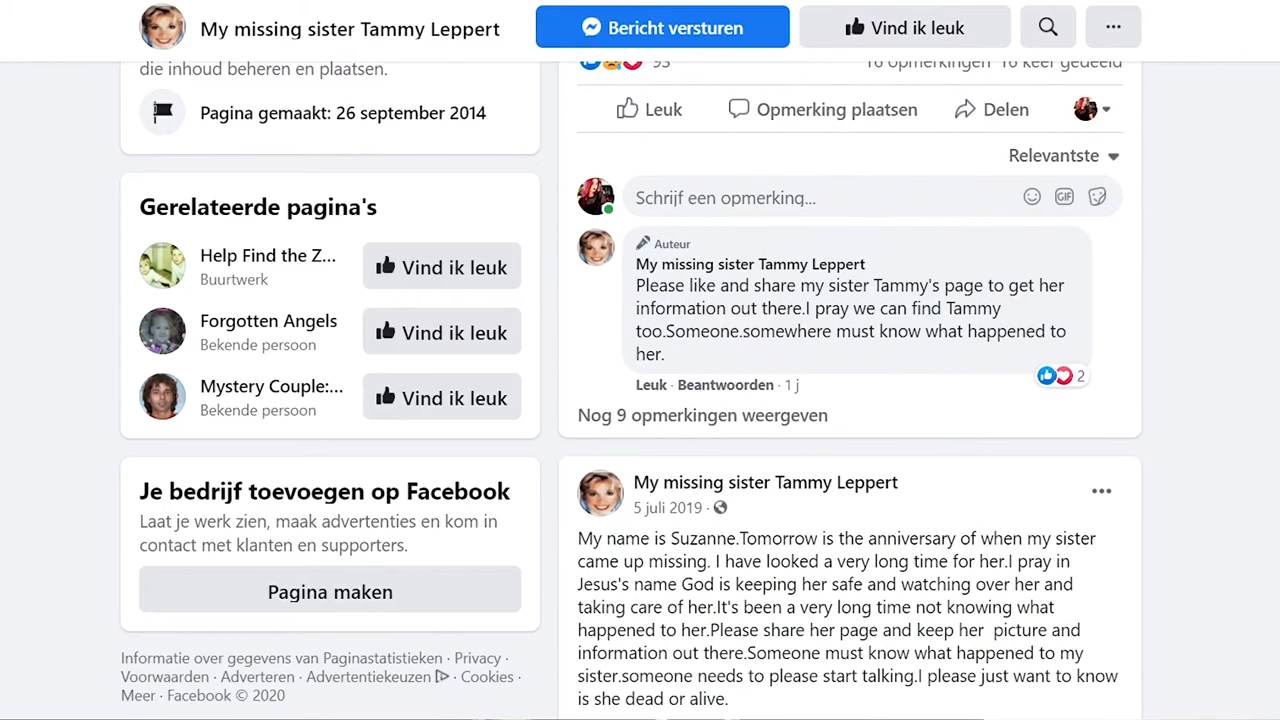 My missing sister Tammy Leppert
Bericht versturen
Vind ik leuk
die inhoud beheren en plaatsen.
Pagina gemaakt: 26 september 2014
Gerelateerde pagina's
Help Find the Z...
Buurtwerk
Vind ik leuk
Forgotten Angels
Bekende persoon
Vind ik leuk
Mystery Couple:...
Bekende persoon
Vind ik leuk
Je bedrijf toevoegen op Facebook
Laat je werk zien, maak advertenties en kom in
contact met klanten en supporters.
Pagina maken
Informatie over gegevens van Paginastatistieken · Privacy ·
Voorwaarden · Adverteren · Advertentiekeuzen · Cookies ·
Meer · Facebook © 2020
93
16 opmerkingen 16 keer gedeeld
Leuk
Opmerking plaatsen
Delen
Relevantste
Schrijf een opmerking...
GIF
Auteur
My missing sister Tammy Leppert
Please like and share my sister Tammy's page to get her
information out there.I pray we can find Tammy
too.Someone.somewhere must know what happened to
her.
2
Leuk · Beantwoorden · 1 j
Nog 9 opmerkingen weergeven
My missing sister Tammy Leppert
5 juli 2019 ·
My name is Suzanne.Tomorrow is the anniversary of when my sister
came up missing. I have looked a very long time for her.I pray in
Jesus's name God is keeping her safe and watching over her and
taking care of her.It's been a very long time not knowing what
happened to her.Please share her page and keep her  picture and
information out there.Someone must know what happened to my
sister.someone needs to please start talking.I please just want to know
is she dead or alive.